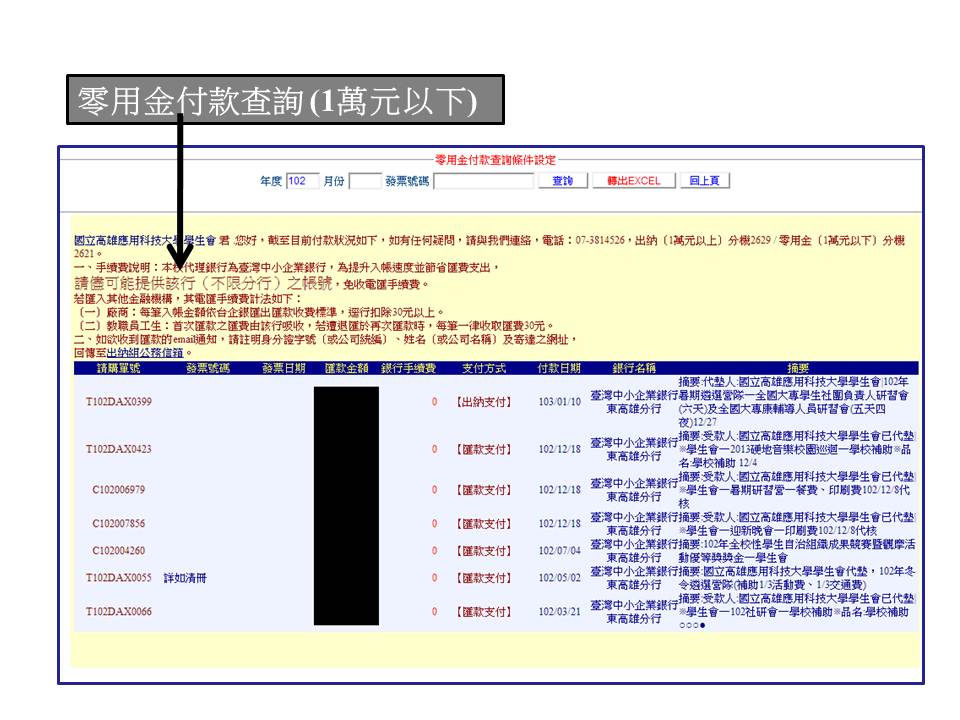 零用金付款查詢 (1萬元以下)
零用金付款查詢條件設定
年度 102 月份 發票號碼 查詢 轉出EXCEL 回上頁
國立高雄應用科技大學學生會 君 您好，截至目前付款狀況如下，如有任何疑問，請與我們連絡，電話：07-3814526，出納〔1萬元以上〕分機2629 / 零用金〔1萬元以下〕分機
2621。
一、手續費說明：本校代理銀行為臺灣中小企業銀行，為提升入帳速度並節省匯費支出，
請儘可能提供該行（不限分行）之帳號，免收電匯手續費。
若匯入其他金融機構，其電匯手續費計法如下：
〔一〕廠商：每筆入帳金額依台企銀匯出匯款收費標準，逕行扣除30元以上。
〔二〕教職員工生：首次匯款之匯費由該行吸收，若遭退匯於再次匯款時，每筆一律收取匯費30元。
二、如欲收到匯款的email通知，請註明身分證字號〔或公司統編〕、姓名〔或公司名稱〕及寄達之網址，
回傳至出納組公務信箱。
請購單號 發票號碼 發票日期 匯款金額 銀行手續費 支付方式 付款日期 銀行名稱 摘要
T102DAX0399 0 【出納支付】 103/01/10 臺灣中小企業銀行東高雄分行 摘要:代墊人:國立高雄應用科技大學學生會|102年
暑期遴選營隊－全國大專學生社團負責人研習會
(六天)及全國大專康輔導人員研習會(五天四
夜)12/27
T102DAX0423 0 【匯款支付】 102/12/18 臺灣中小企業銀行東高雄分行 摘要:受款人:國立高雄應用科技大學學生會已代墊|
※學生會－2013硬地音樂校園巡迴－學校補助※品
名:學校補助 12/4
C102006979 0 【匯款支付】 102/12/18 臺灣中小企業銀行東高雄分行 摘要:受款人:國立高雄應用科技大學學生會已代墊|
※學生會－暑期研習營－餐費、印刷費102/12/8代
核
C102007856 0 【匯款支付】 102/12/18 臺灣中小企業銀行東高雄分行 摘要:受款人:國立高雄應用科技大學學生會已代墊|
※學生會－迎新晚會－印刷費102/12/8代核
C102004260 0 【匯款支付】 102/07/04 臺灣中小企業銀行東高雄分行 摘要:102年全校性學生自治組織成果競賽暨觀摩活
動優等獎獎金－學生會
T102DAX0055 詳如清冊 0 【匯款支付】 102/05/02 臺灣中小企業銀行東高雄分行 摘要:國立高雄應用科技大學學生會代墊，102年冬
令遴選營隊(補助1/3活動費、1/3交通費)
T102DAX0066 0 【匯款支付】 102/03/21 臺灣中小企業銀行東高雄分行 摘要:受款人:國立高雄應用科技大學學生會已代墊|
※學生會－102社研會－學校補助※品名:學校補助
○○○●